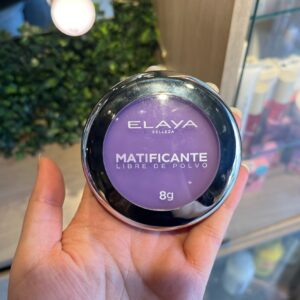 ELAYA
BELLEZA
MATIFICANTE
LIBRE DE POLVO
8g